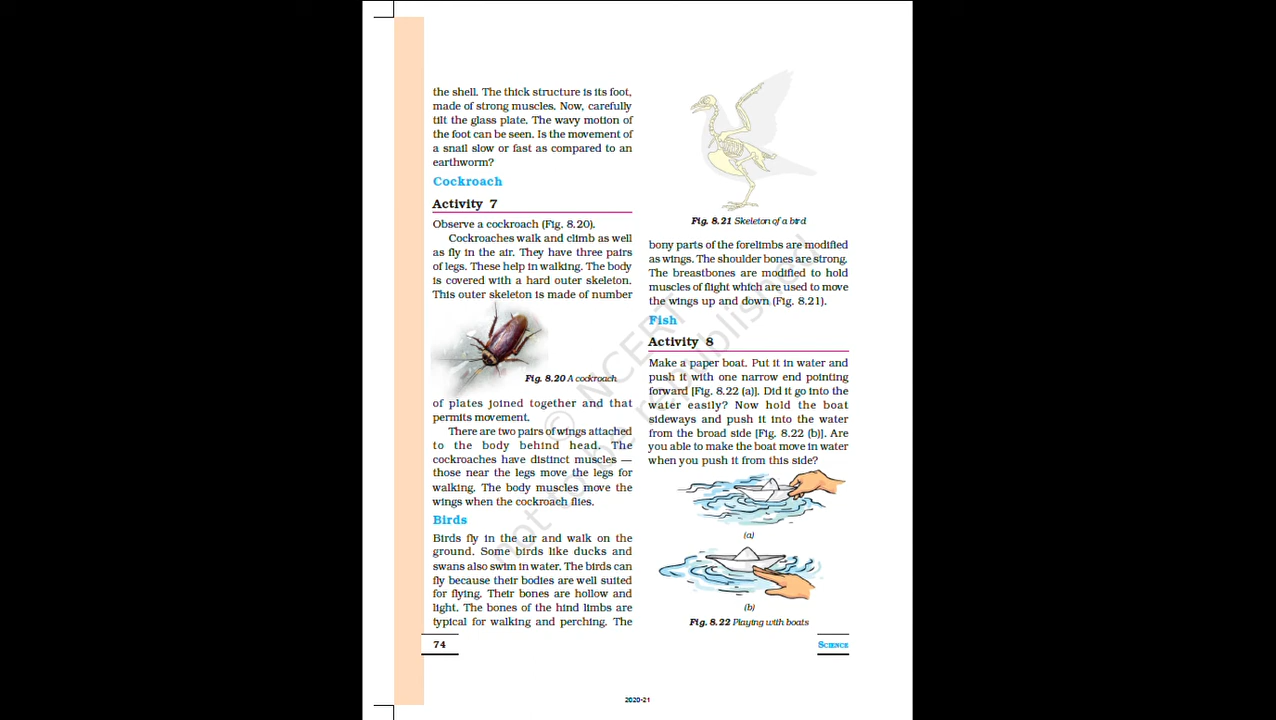 the shell. The thick structure is its foot,
made of strong muscles. Now, carefully
tilt the glass plate. The wavy motion of
the foot can be seen. Is the movement of
a snail slow or fast as compared to an
earthworm?
Cockroach
Activity 7
Observe a cockroach (Fig. 8.20).
Cockroaches walk and climb as well
as fly in the air. They have three pairs
of legs. These help in walking. The body
is covered with a hard outer skeleton.
This outer skeleton is made of number
Fig. 8.20 A cockroach
of plates joined together and that
permits movement.
There are two pairs of wings attached
to the body behind head. The
cockroaches have distinct muscles —
those near the legs move the legs for
walking. The body muscles move the
wings when the cockroach flies.
Birds
Birds fly in the air and walk on the
ground. Some birds like ducks and
swans also swim in water. The birds can
fly because their bodies are well suited
for flying. Their bones are hollow and
light. The bones of the hind limbs are
typical for walking and perching. The
Fig. 8.21 Skeleton of a bird
bony parts of the forelimbs are modified
as wings. The shoulder bones are strong.
The breastbones are modified to hold
muscles of flight which are used to move
the wings up and down (Fig. 8.21).
Fish
Activity 8
Make a paper boat. Put it in water and
push it with one narrow end pointing
forward [Fig. 8.22 (a)]. Did it go into the
water easily? Now hold the boat
sideways and push it into the water
from the broad side [Fig. 8.22 (b)]. Are
you able to make the boat move in water
when you push it from this side?
(a)
(b)
Fig. 8.22 Playing with boats
74
SCIENCE
2020-21
© NCERT
not to be republished